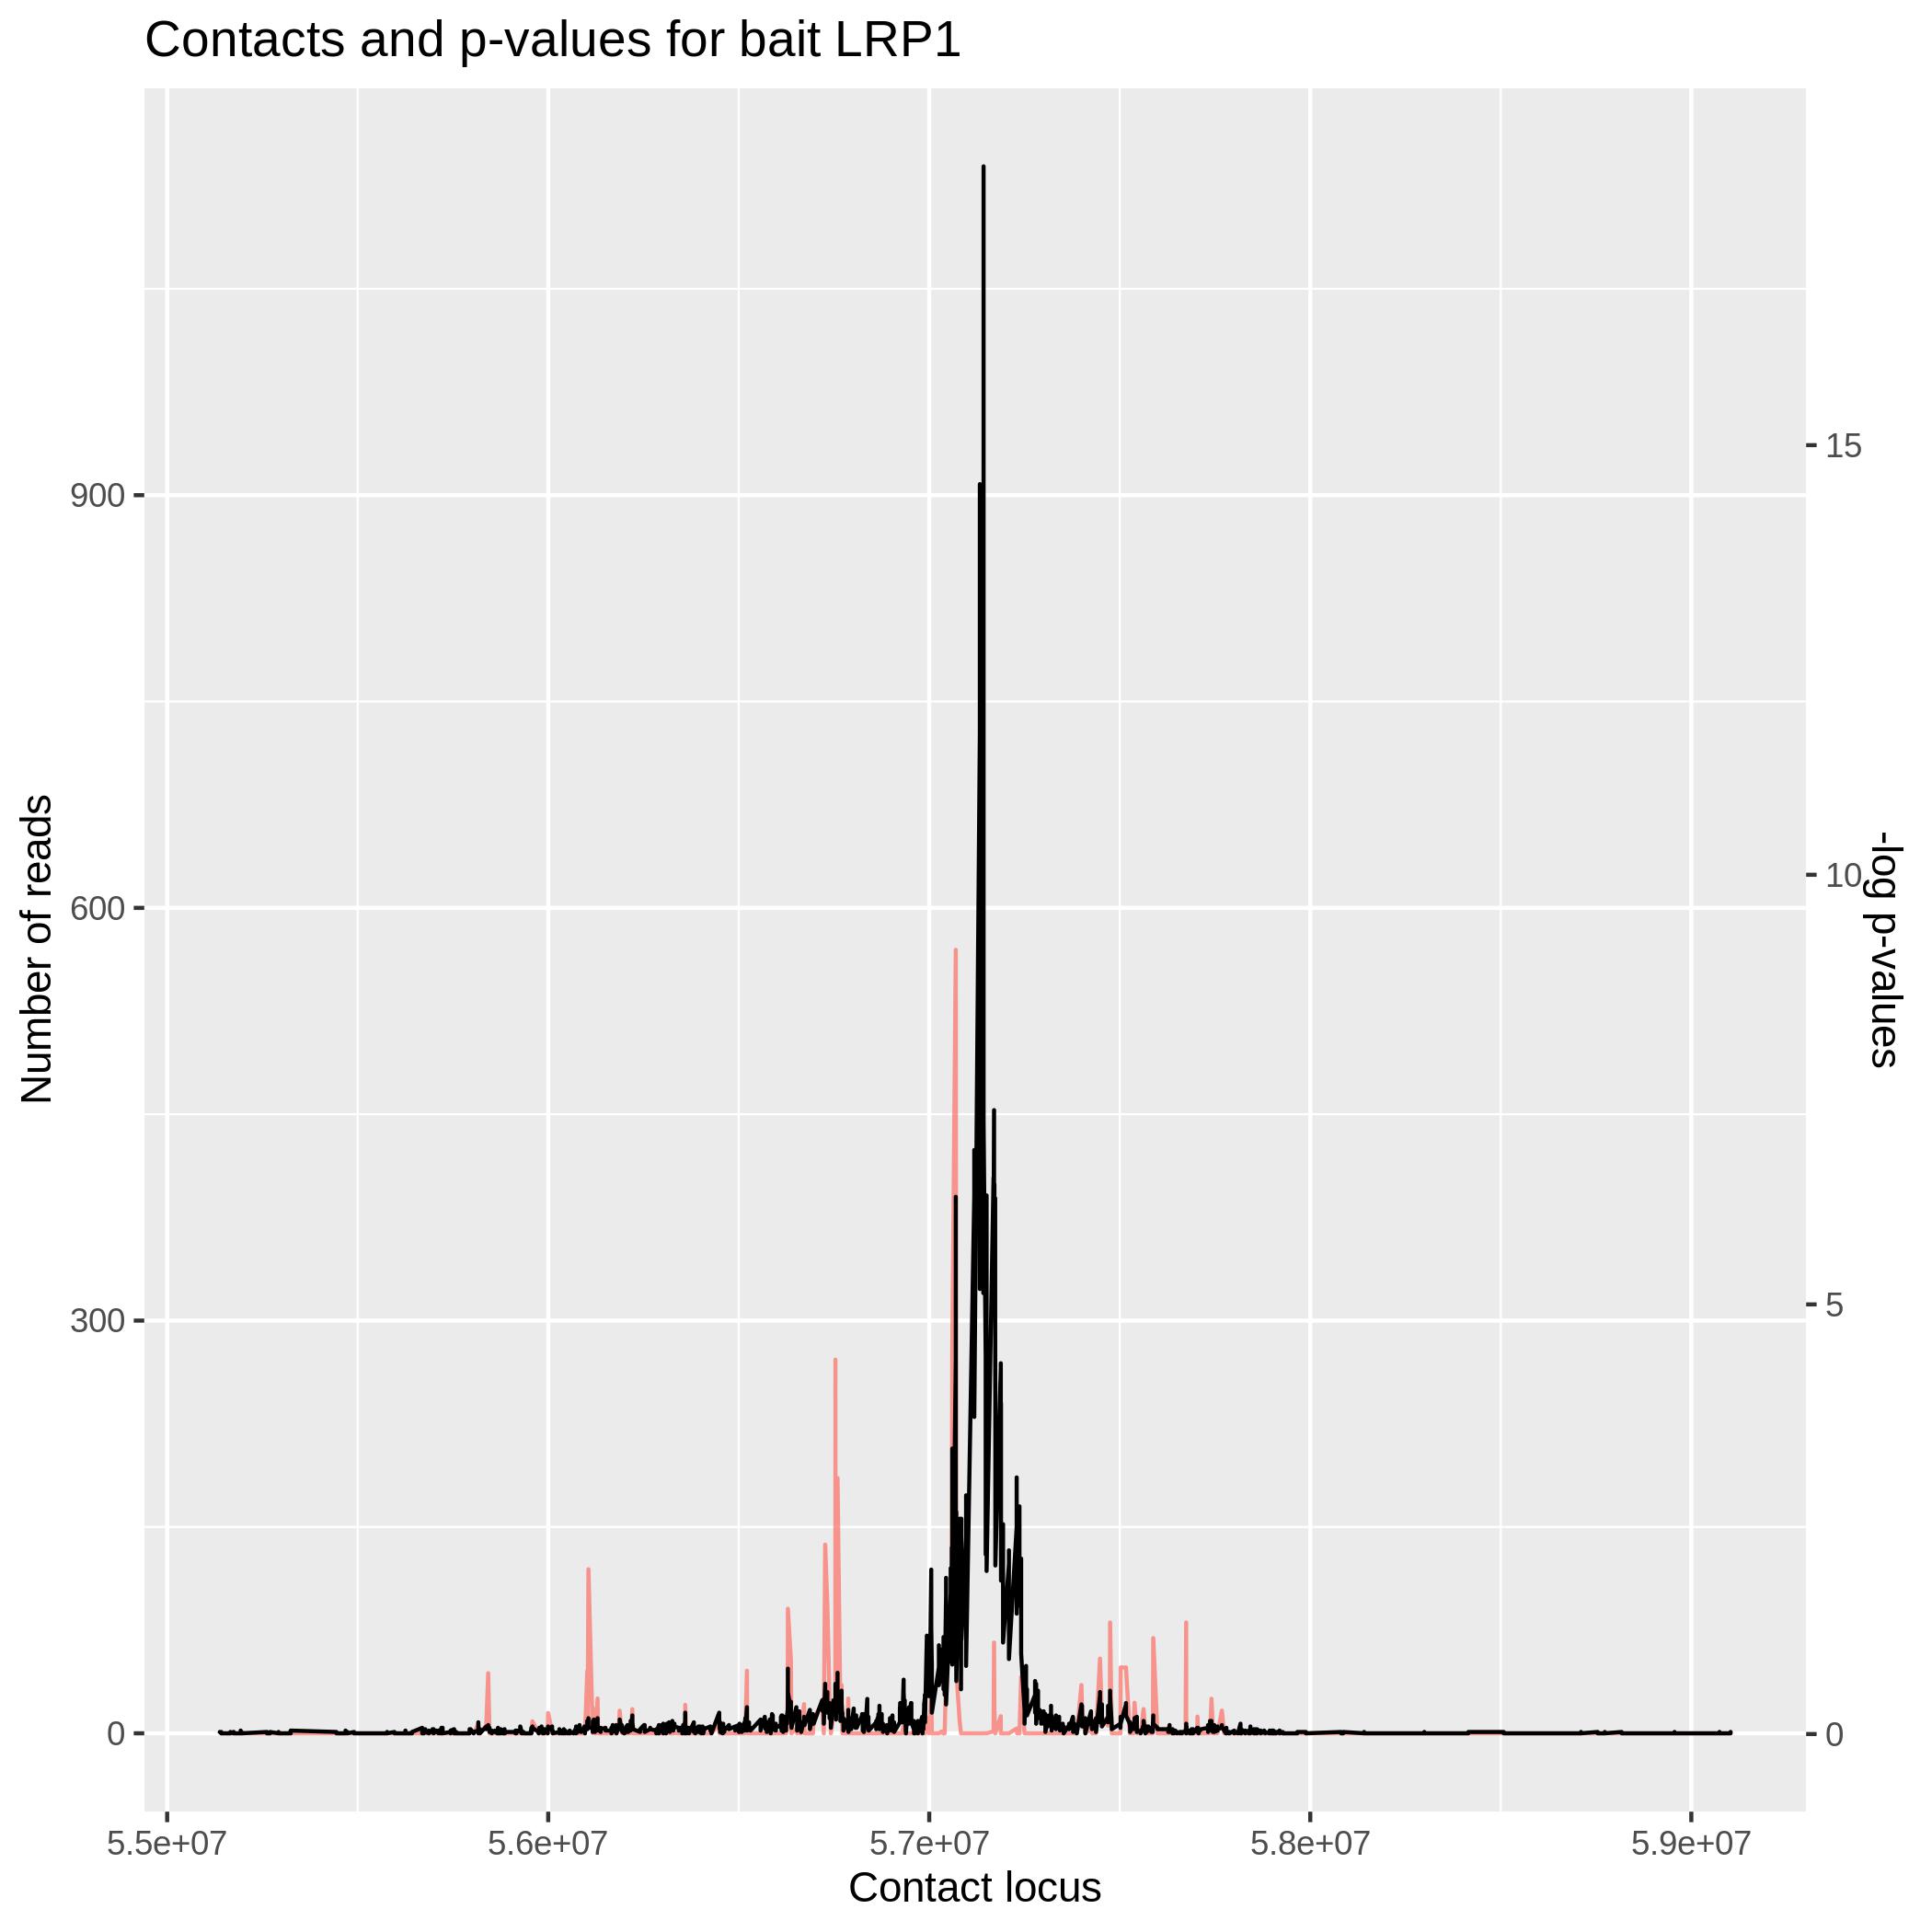 Contacts and p-values for bait LRP1
Number of reads
900
600
300
0
15
10
5
0
-log p-values
5.5e+07
5.6e+07
5.7e+07
5.8e+07
5.9e+07
Contact locus